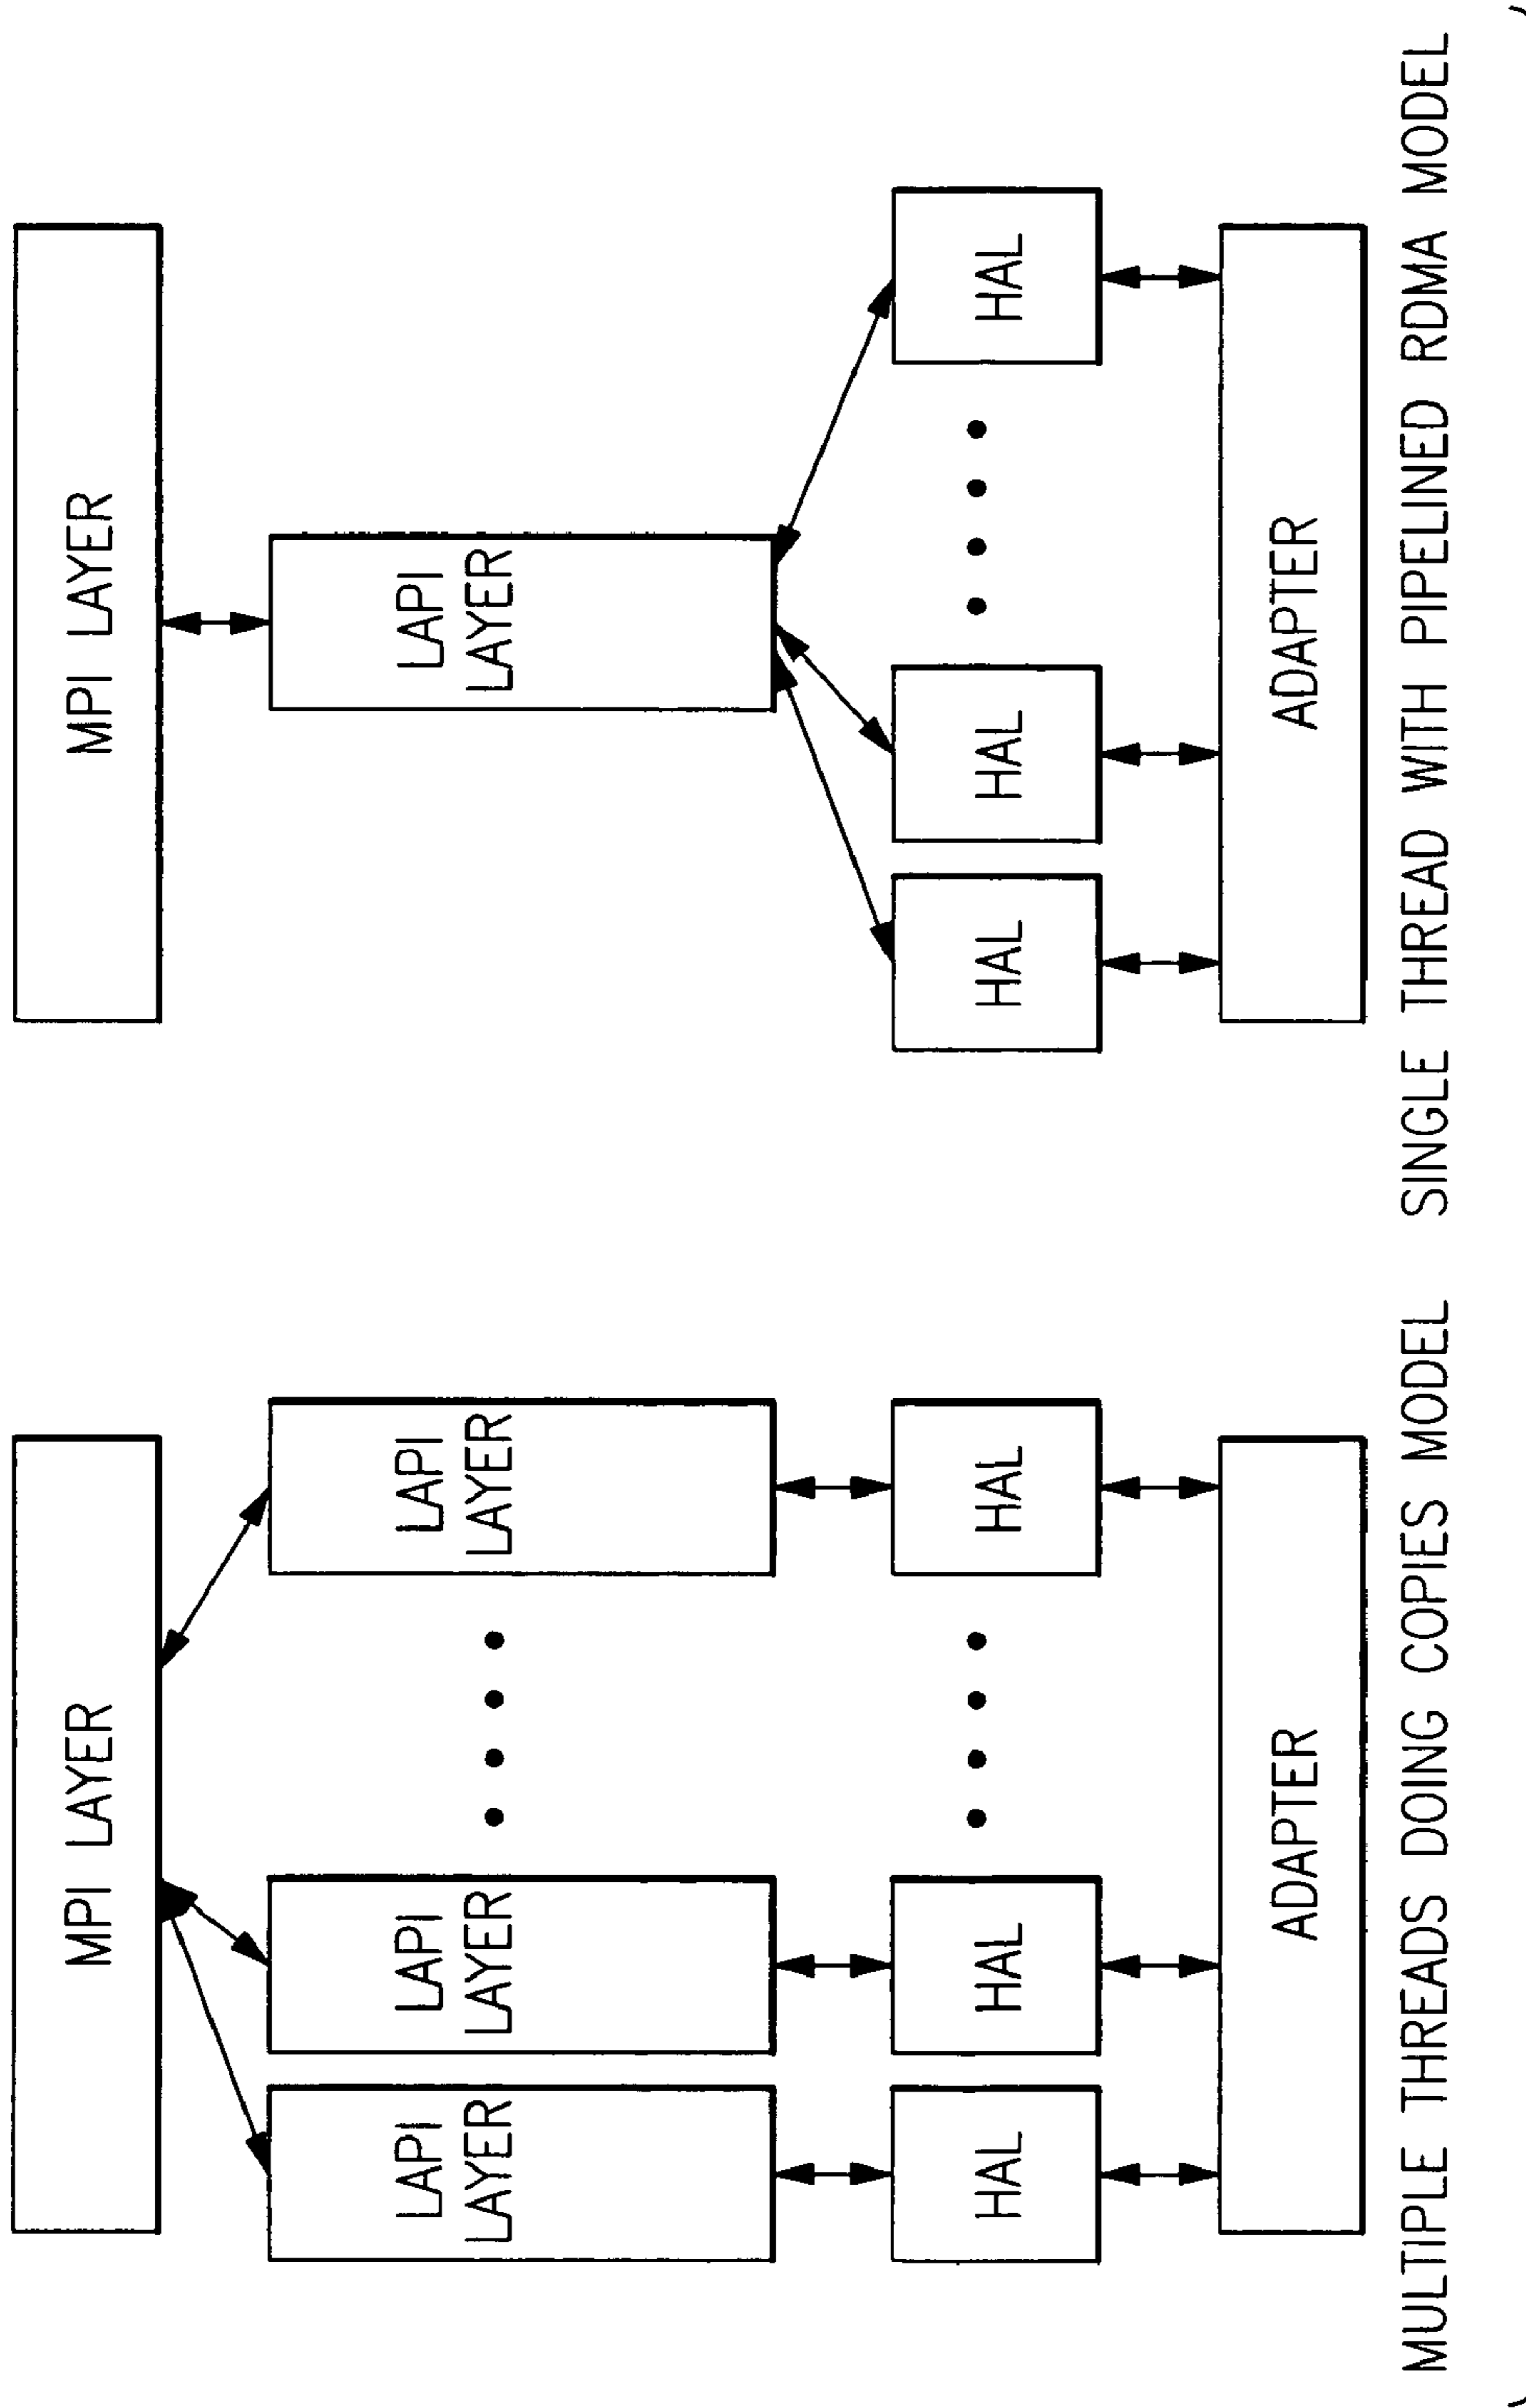 MPI LAYER
LAPI
LAYER
LAPI
LAYER
LAPI
LAYER
HAL
HAL
HAL
ADAPTER
MULTIPLE THREADS DOING COPIES MODEL
MPI LAYER
LAPI
LAYER
HAL
HAL
HAL
ADAPTER
SINGLE THREAD WITH PIPELINED RDMA MODEL